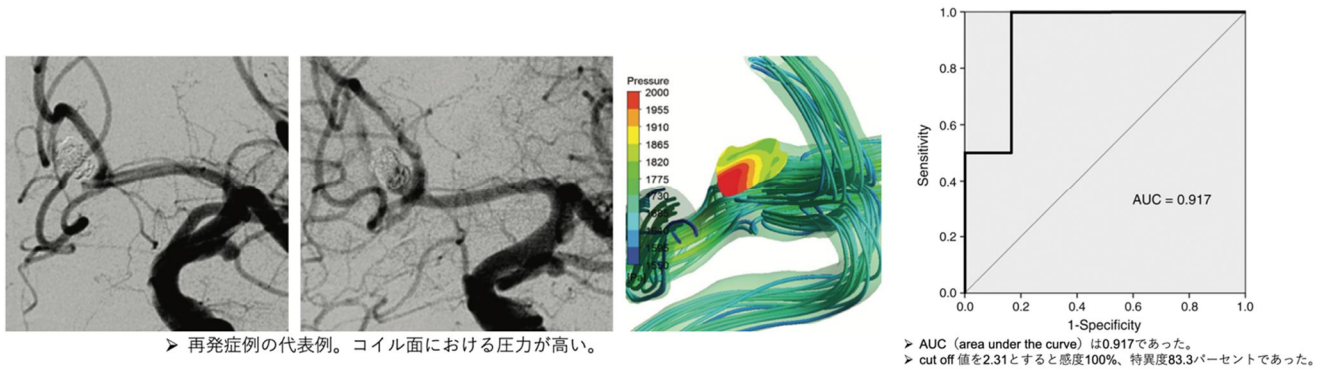 Pressure
2000
1955
1910
1865
1820
1775
1730
1.0
0.8
0.6
0.4
0.2
0.0
Sensitivity
AUC = 0.917
0.0
0.2
0.4
0.6
0.8
1.0
1-Specificity
➢ 再発症例の代表例。コイル面における圧力が高い。
➢ AUC（area under the curve）は0.917であった。
➢ cut off 値を2.31とすると感度100%、特異度83.3パーセントであった。